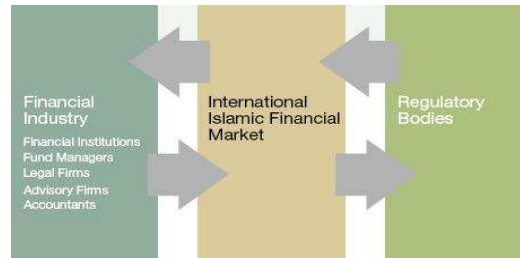 Financial
Industry
Financial Institutions
Fund Managers
Legal Firms
Advisory Firms
Accountants
International
Islamic Financial
Market
Regulatory
Bodies